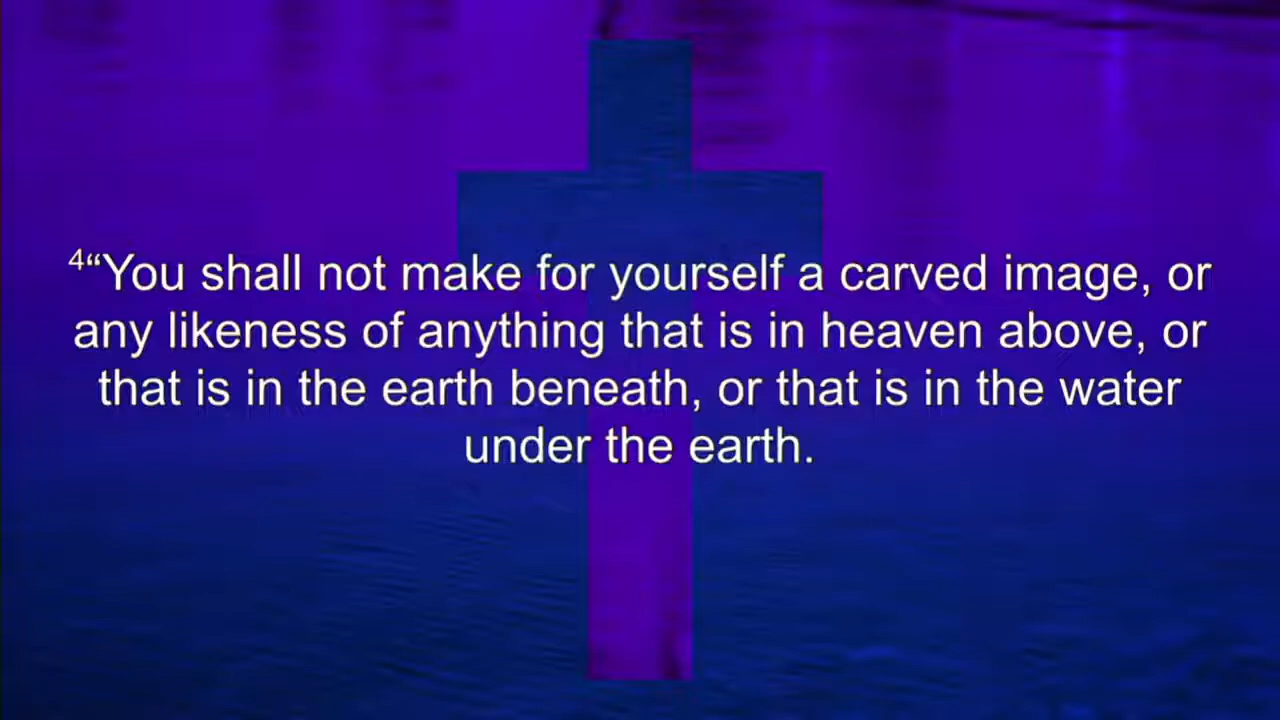 4“You shall not make for yourself a carved image, or
any likeness of anything that is in heaven above, or
that is in the earth beneath, or that is in the water
under the earth.